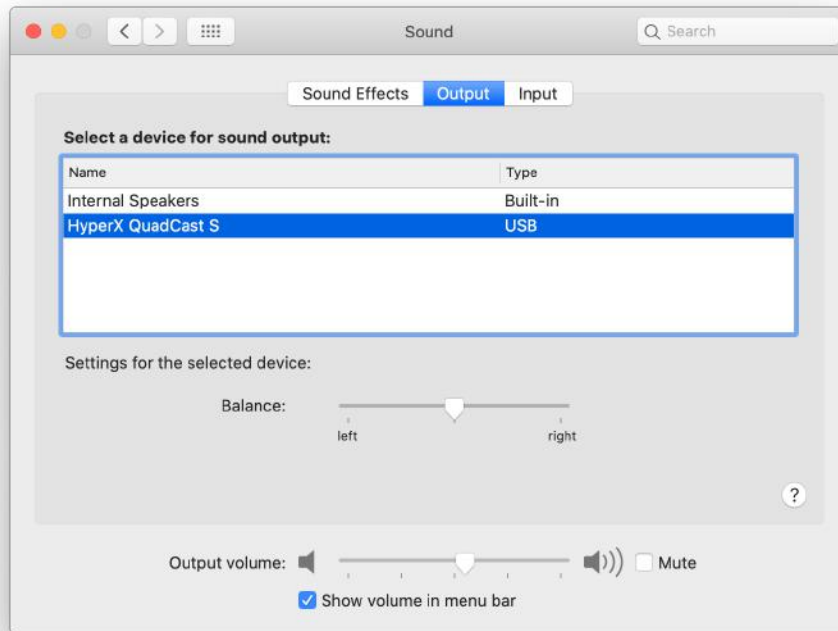 Sound
Search
Sound Effects Output Input
Select a device for sound output:
Name Type
Internal Speakers Built-in
HyperX QuadCast S USB
Settings for the selected device:
Balance:
left right
?
Output volume: Mute
Show volume in menu bar